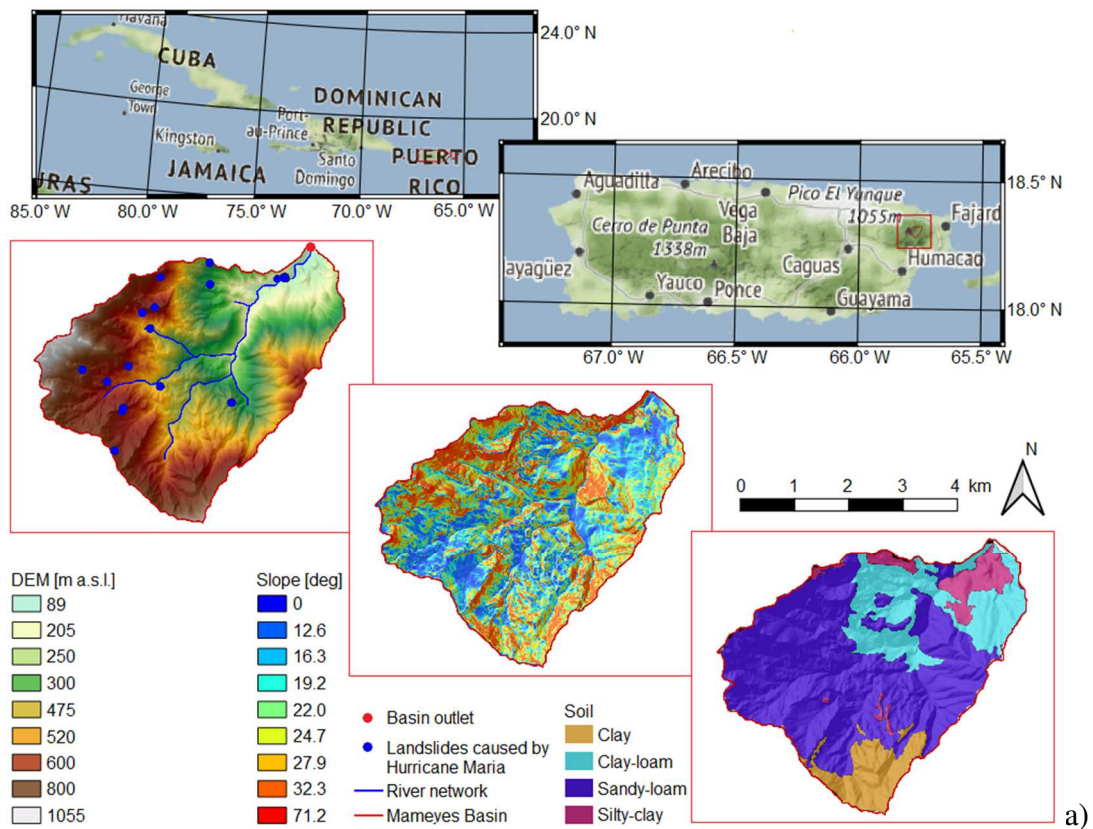 Havana
24.0° N
CUBA
George
Town
DOMINICAN
Port-
au-Prince
REPUBLIC
20.0° N
Kingston
Santo
Domingo
PUERTO
JAMAICA
RICO
URAS
85.0° W 80.0° W 75.0° W 70.0° W 65.0° W
Arecibo
18.5° N
Aguadilla
Pico El Yunque
1055m
Fajard
Vega
Baja
Cerro de Punta
1338m
Humacao
ayagüez
Caguas
Yauco
Ponce
Guayama
18.0° N
67.0° W 66.5° W 66.0° W 65.5° W
N
0 1 2 3 4 km
DEM [m a.s.l.]
89
205
250
300
475
520
600
800
1055
Slope [deg]
0
12.6
16.3
19.2
22.0
24.7
27.9
32.3
71.2
Basin outlet
Landslides caused by
Hurricane Maria
River network
Mameyes Basin
Soil
Clay
Clay-loam
Sandy-loam
Silty-clay
a)